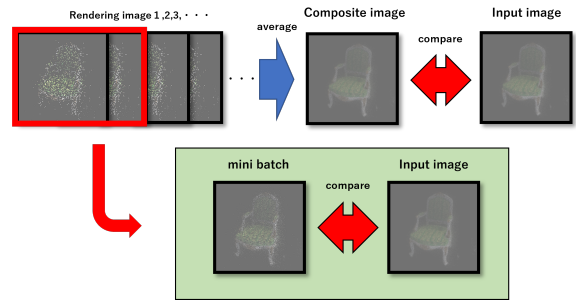 Rendering image 1 ,2,3, · · ·
average
Composite image
compare
Input image
· · ·
mini batch
compare
Input image